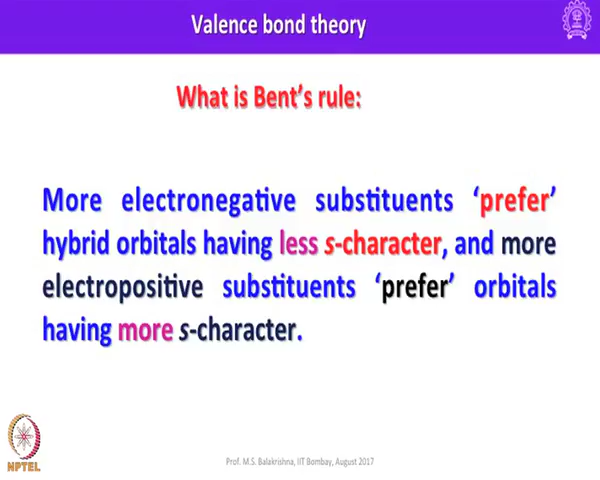 Valence bond theory
What is Bent's rule:
More electronegative substituents ‘prefer’
hybrid orbitals having less s-character, and more
electropositive substituents ‘prefer’ orbitals
having more s-character.
NPTEL
Prof. M.S. Balakrishna, IIT Bombay, August 2017